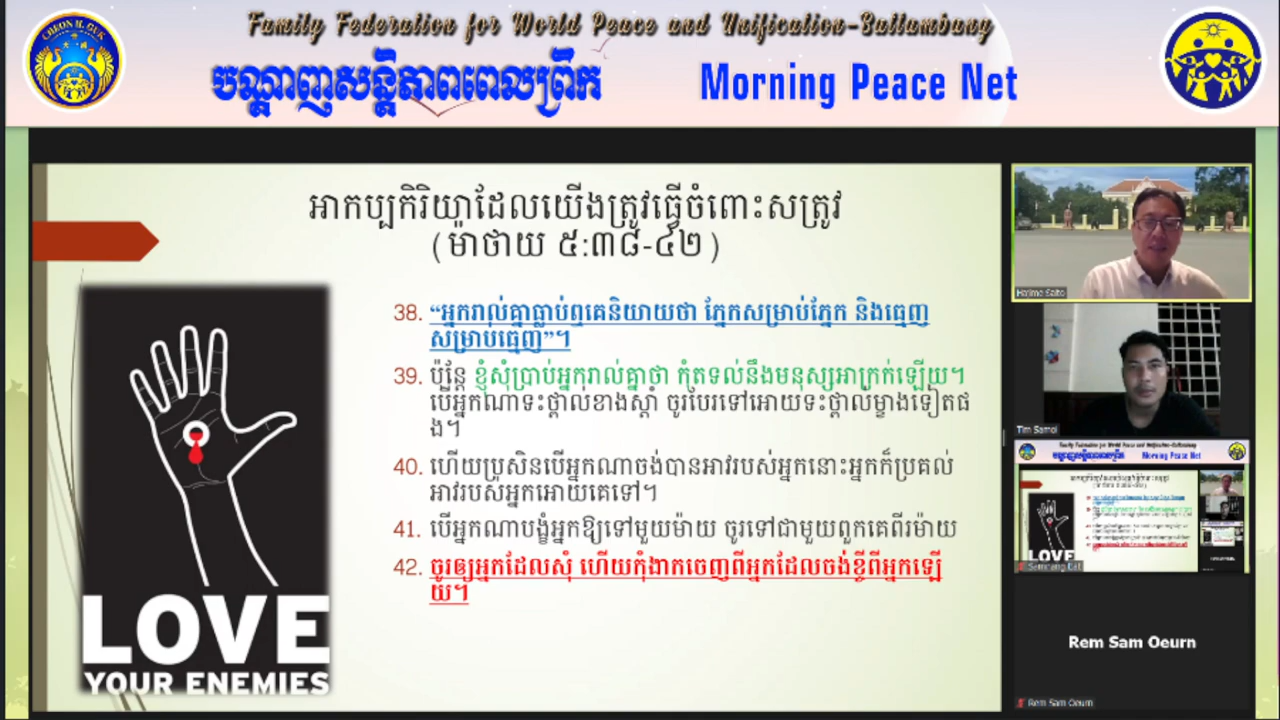 Family Federation for World Peace and Unification-Battambang
បណ្តាញសន្តិភាពពេលព្រឹក Morning Peace Net
CHEON IL GUK
អាកប្បកិរិយាដែលយើងត្រូវធ្វើចំពោះសត្រូវ
(ម៉ាថាយ ៥:៣៨-៤២)
38. “អ្នករាល់គ្នាធ្លាប់ឮគេនិយាយថា ភ្នែកសម្រាប់ភ្នែក និងធ្មេញ
សម្រាប់ធ្មេញ”។
39. ប៉ុន្តែ ខ្ញុំសុំប្រាប់អ្នករាល់គ្នាថា កុំតទល់នឹងមនុស្សអាក្រក់ឡើយ។
បើអ្នកណាទះថ្ពាល់ខាងស្តាំ ចូរបែរទៅអោយទះថ្ពាល់ម្ខាងទៀតផ
ង។
40. ហើយប្រសិនបើអ្នកណាចង់បានអាវរបស់អ្នកនោះអ្នកក៏ប្រគល់
អាវរបស់អ្នកអោយគេទៅ។
41. បើអ្នកណាបង្ខំអ្នកឱ្យទៅមួយម៉ាយ ចូរទៅជាមួយពួកគេពីរម៉ាយ
42. ចូរឲ្យអ្នកដែលសុំ ហើយកុំងាកចេញពីអ្នកដែលចង់ខ្ចីពីអ្នកឡើ
យ។
LOVE
YOUR ENEMIES
Hajime Saito
Tim Samol
Samnang Eat
Rem Sam Oeurn
Rem Sam Oeurn